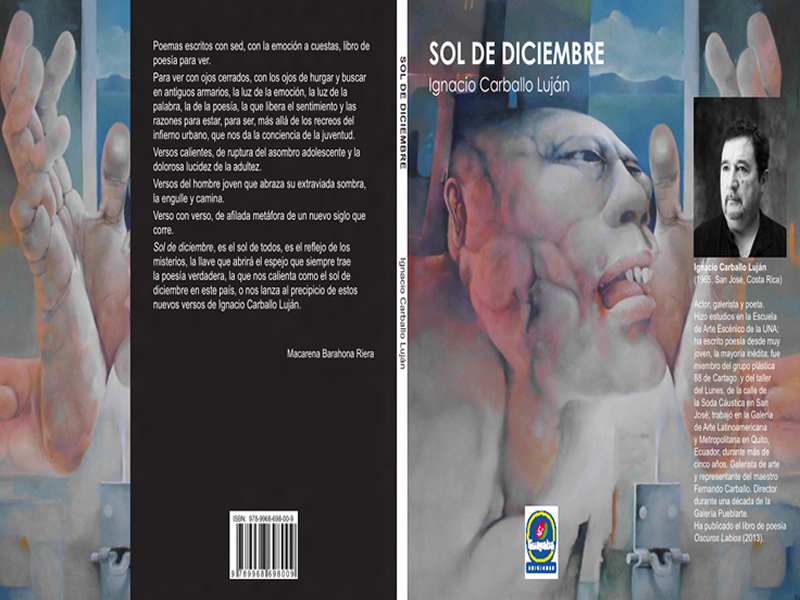 Poemas escritos con sed, con la emoción a cuestas, libro de
poesía para ver.
Para ver con ojos cerrados, con los ojos de hurgar y buscar
en antiguos armarios, la luz de la emoción, la luz de la
palabra, la de la poesía, la que libera el sentimiento y las
razones para estar, para ser, más allá de los recreos del
infierno urbano, que nos da la conciencia de la juventud.
Versos calientes, de ruptura del asombro adolescente y la
dolorosa lucidez de la adultez.
Versos del hombre joven que abraza su extraviada sombra,
la engulle y camina.
Verso con verso, de afilada metáfora de un nuevo siglo que
corre.
Sol de diciembre, es el sol de todos, es el reflejo de los
misterios, la llave que abrirá el espejo que siempre trae
la poesía verdadera, la que nos calienta como el sol de
diciembre en este país, o nos lanza al precipicio de estos
nuevos versos de Ignacio Carballo Luján.
Macarena Barahona Riera
ISBN: 978-9968-698-00-9
9 789968 698009
SOL DE DICIEMBRE
Ignacio Carballo Luján
SOL DE DICIEMBRE
Ignacio Carballo Luján
EDICIONES
Ignacio Carballo Luján
(1965, San José, Costa Rica)
Actor, galerista y poeta.
Hizo estudios en la Escuela
de Arte Escénico de la UNA;
ha escrito poesía desde muy
joven, la mayoría inédita; fue
miembro del grupo plástica
88 de Cartago y del taller
del Lunes, de la calle de
la Soda Cáustica en San
José; trabajó en la Galería
de Arte Latinoamericana
y Metropolitana en Quito,
Ecuador, durante más de
cinco años. Galerista de arte
y representante del maestro
Fernando Carballo. Director
durante una década de la
Galería Pueblarte.
Ha publicado el libro de poesía
Oscuros Labios (2013).